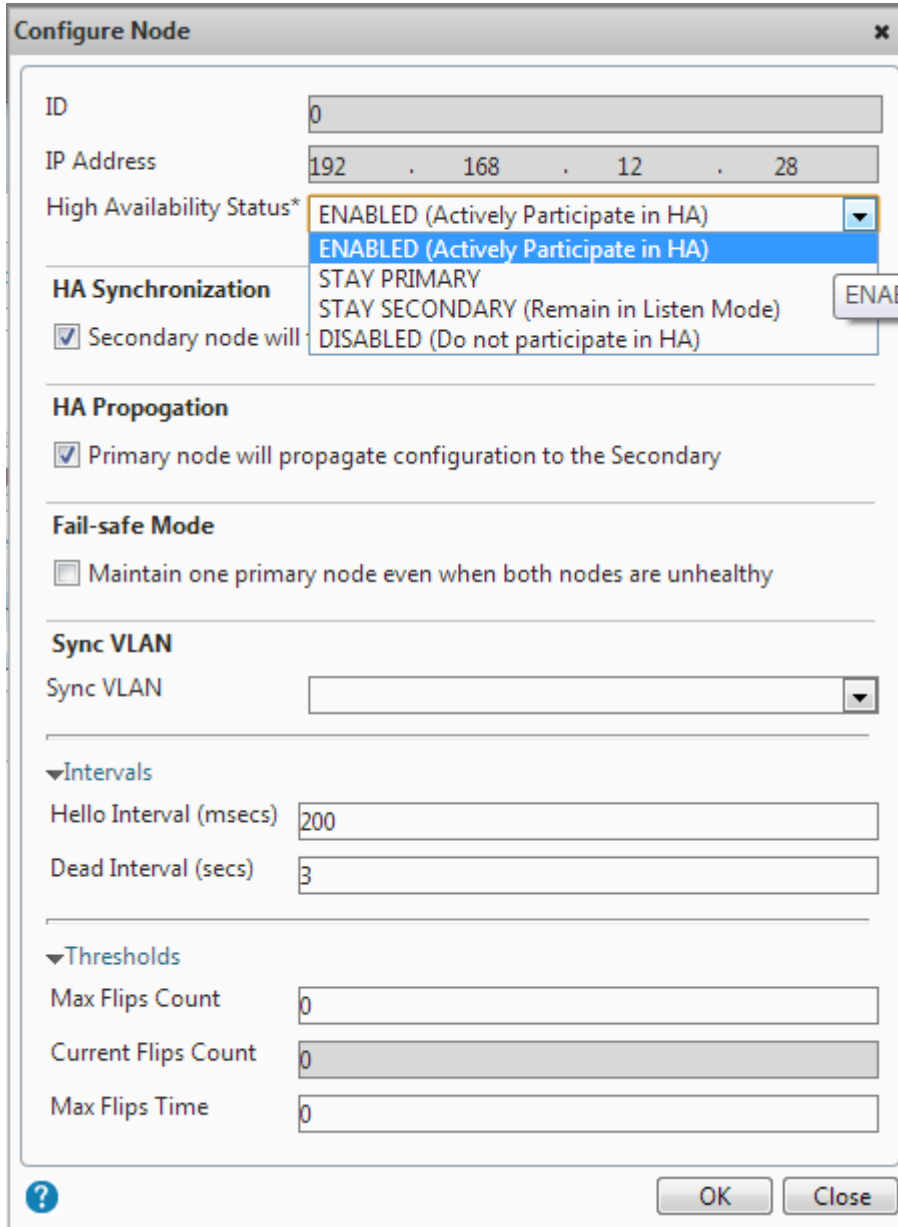 Configure Node
ID
0
IP Address
192 . 168 . 12 . 28
High Availability Status*
ENABLED (Actively Participate in HA)
ENABLED (Actively Participate in HA)
STAY PRIMARY
STAY SECONDARY (Remain in Listen Mode)
DISABLED (Do not participate in HA)
HA Synchronization
Secondary node will
HA Propogation
Primary node will propagate configuration to the Secondary
Fail-safe Mode
Maintain one primary node even when both nodes are unhealthy
Sync VLAN
Sync VLAN
Intervals
Hello Interval (msecs) 200
Dead Interval (secs) 3
Thresholds
Max Flips Count 0
Current Flips Count 0
Max Flips Time 0
? OK Close